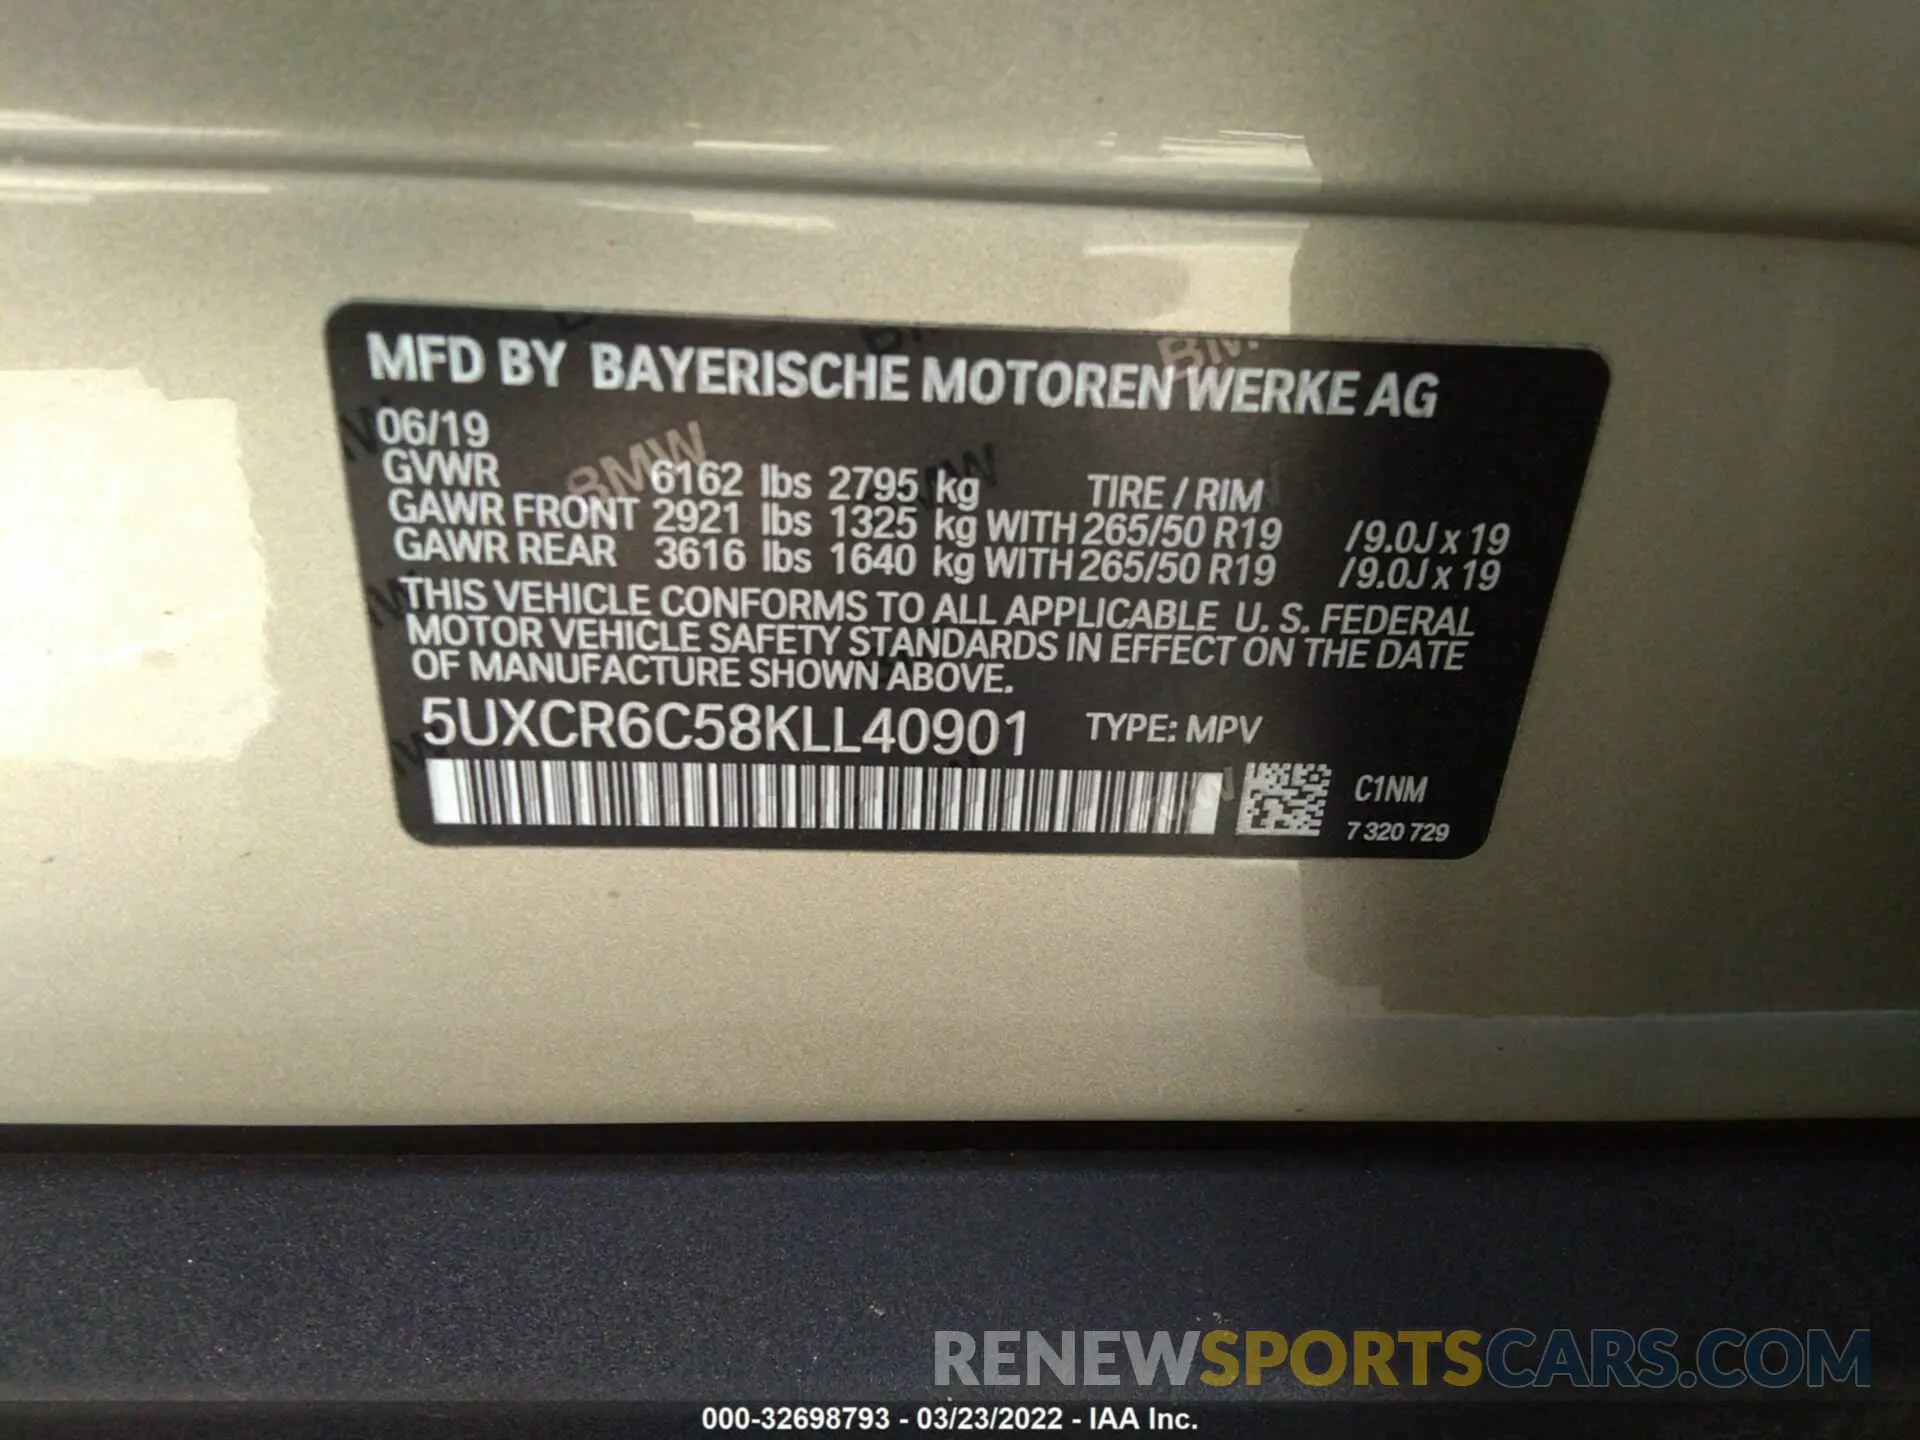 MFD BY BAYERISCHE MOTOREN WERKE AG
06/19
GVWR 6162 lbs 2795 kg TIRE / RIM
GAWR FRONT 2921 lbs 1325 kg WITH 265/50 R19 /9.0J x 19
GAWR REAR 3616 lbs 1640 kg WITH 265/50 R19 /9.0J x 19
THIS VEHICLE CONFORMS TO ALL APPLICABLE U. S. FEDERAL
MOTOR VEHICLE SAFETY STANDARDS IN EFFECT ON THE DATE
OF MANUFACTURE SHOWN ABOVE.
5UXCR6C58KLL40901 TYPE: MPV
C1NM
7 320 729
BMW
RENEWSPORTSCARS.COM
000-32698793 - 03/23/2022 - IAA Inc.